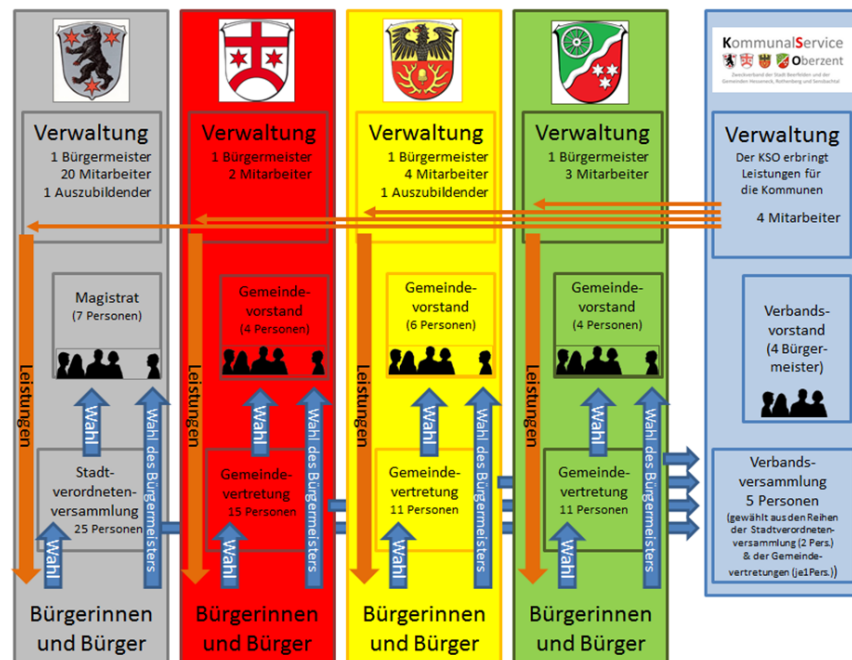 KommunalService
Oberzent
Zweckverband der Stadt Beerfelden und der
Gemeinden Hesseneck, Rothenberg und Sensbachtal
Verwaltung
1 Bürgermeister
20 Mitarbeiter
1 Auszubildender
Verwaltung
1 Bürgermeister
2 Mitarbeiter
Verwaltung
1 Bürgermeister
4 Mitarbeiter
1 Auszubildender
Verwaltung
1 Bürgermeister
3 Mitarbeiter
Verwaltung
Der KSO erbringt
Leistungen für
die Kommunen
4 Mitarbeiter
Magistrat
(7 Personen)
Gemeinde-
vorstand
(4 Personen)
Gemeinde-
vorstand
(6 Personen)
Gemeinde-
vorstand
(4 Personen)
Verbands-
vorstand
(4 Bürger-
meister)
Leistungen
Wahl
Wahl des Bürgermeisters
Leistungen
Wahl
Wahl des Bürgermeisters
Leistungen
Wahl
Wahl des Bürgermeisters
Leistungen
Wahl
Wahl des Bürgermeisters
Stadt-
verordneten-
versammlung
25 Personen
Gemeinde-
vertretung
15 Personen
Gemeinde-
vertretung
11 Personen
Gemeinde-
vertretung
11 Personen
Verbands-
versammlung
5 Personen
(gewählt aus den Reihen
der Stadtverordneten-
versammlung (2 Pers.)
& der Gemeinde-
vertretungen (je1Pers.))
Wahl
Wahl
Wahl
Wahl
Bürgerinnen
und Bürger
Bürgerinnen
und Bürger
Bürgerinnen
und Bürger
Bürgerinnen
und Bürger